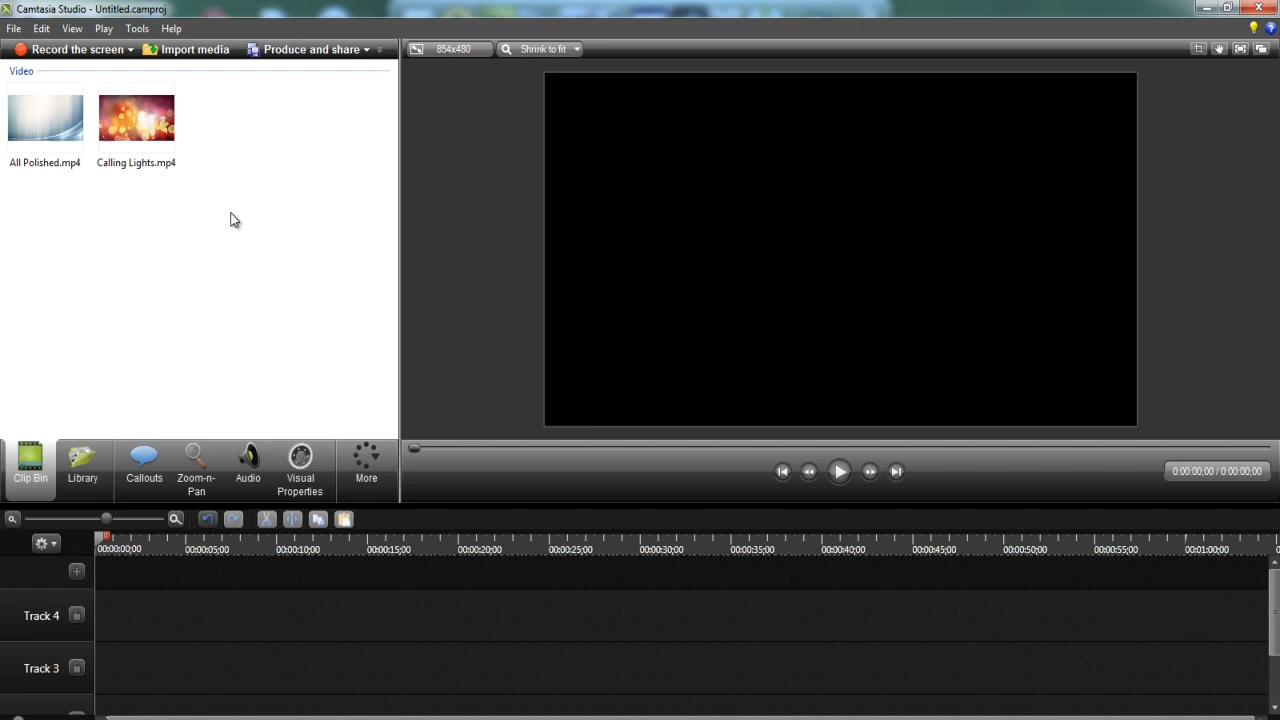 Camtasia Studio - Untitled.camproj
File Edit View Play Tools Help
Record the screen Import media Produce and share
854x480 Shrink to fit
Video
All Polished.mp4 Calling Lights.mp4
Clip Bin Library Callouts Zoom-n-Pan Audio Visual Properties More
0:00:00;00 / 0:00:00;00
00:00:00;00 00:00:05;00 00:00:10;00 00:00:15;00 00:00:20;00 00:00:25;00 00:00:30;00 00:00:35;00 00:00:40;00 00:00:45;00 00:00:50;00 00:00:55;00 00:01:00;00
Track 4
Track 3